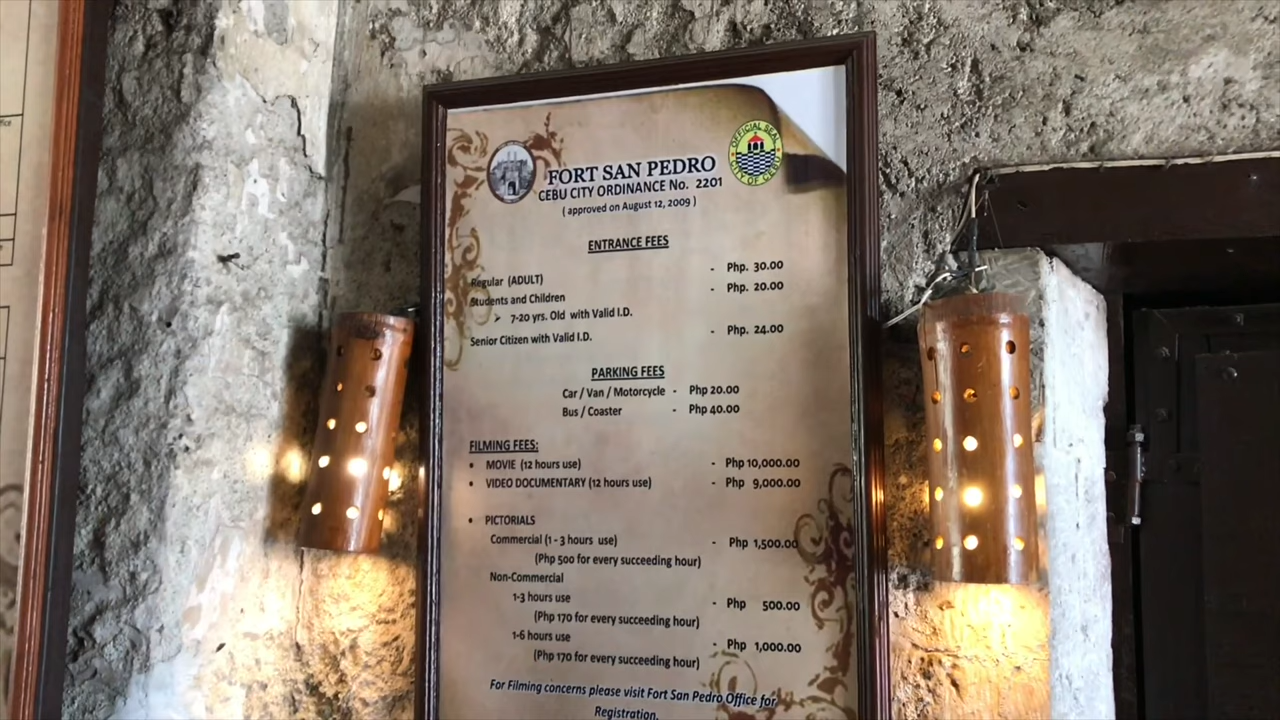 OFFICIAL SEAL
CITY OF CEBU
FORT SAN PEDRO
CEBU CITY ORDINANCE No. 2201
( approved on August 12, 2009 )
ENTRANCE FEES
Regular (ADULT) - Php. 30.00
Students and Children - Php. 20.00
➢ 7-20 yrs. Old with Valid I.D.
Senior Citizen with Valid I.D. - Php. 24.00
PARKING FEES
Car / Van / Motorcycle - Php 20.00
Bus / Coaster - Php 40.00
FILMING FEES:
• MOVIE (12 hours use) - Php 10,000.00
• VIDEO DOCUMENTARY (12 hours use) - Php 9,000.00
• PICTORIALS
Commercial (1 - 3 hours use) - Php 1,500.00
(Php 500 for every succeeding hour)
Non-Commercial
1-3 hours use - Php 500.00
(Php 170 for every succeeding hour)
1-6 hours use - Php 1,000.00
(Php 170 for every succeeding hour)
For Filming concerns please visit Fort San Pedro Office for
Registration.